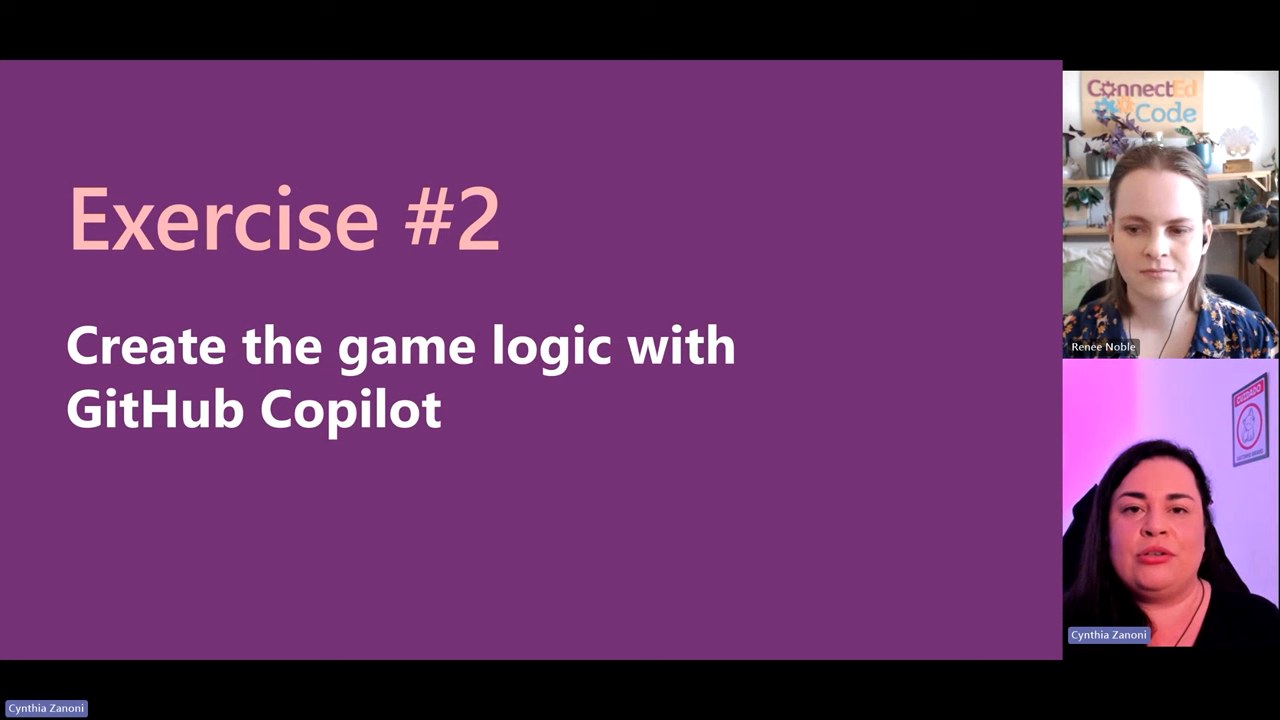 Exercise #2
Create the game logic with
GitHub Copilot
ConnectEd
Code
Renee Noble
Cynthia Zanoni
Cynthia Zanoni